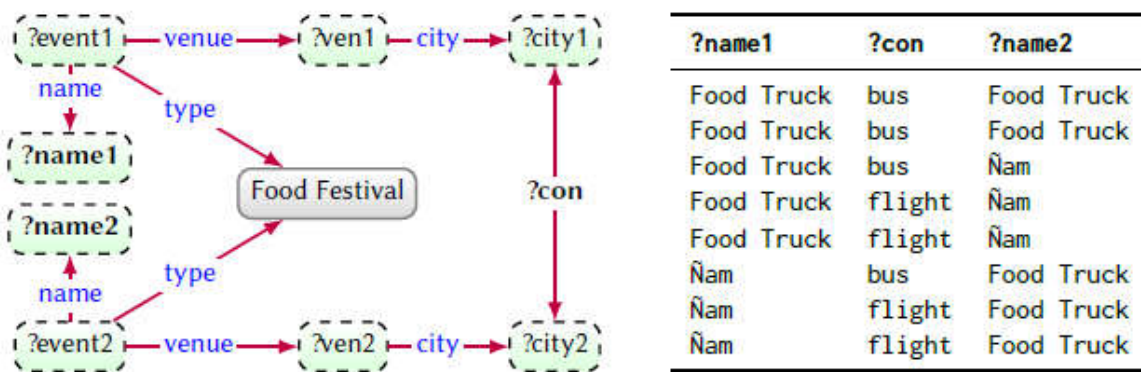 ?event1 venue ?ven1 city ?city1
name
type
?name1
Food Festival
?con
?name2
type
name
?event2 venue ?ven2 city ?city2
?name1 ?con ?name2
Food Truck bus Food Truck
Food Truck bus Food Truck
Food Truck bus Ñam
Food Truck flight Ñam
Food Truck flight Ñam
Ñam bus Food Truck
Ñam flight Food Truck
Ñam flight Food Truck